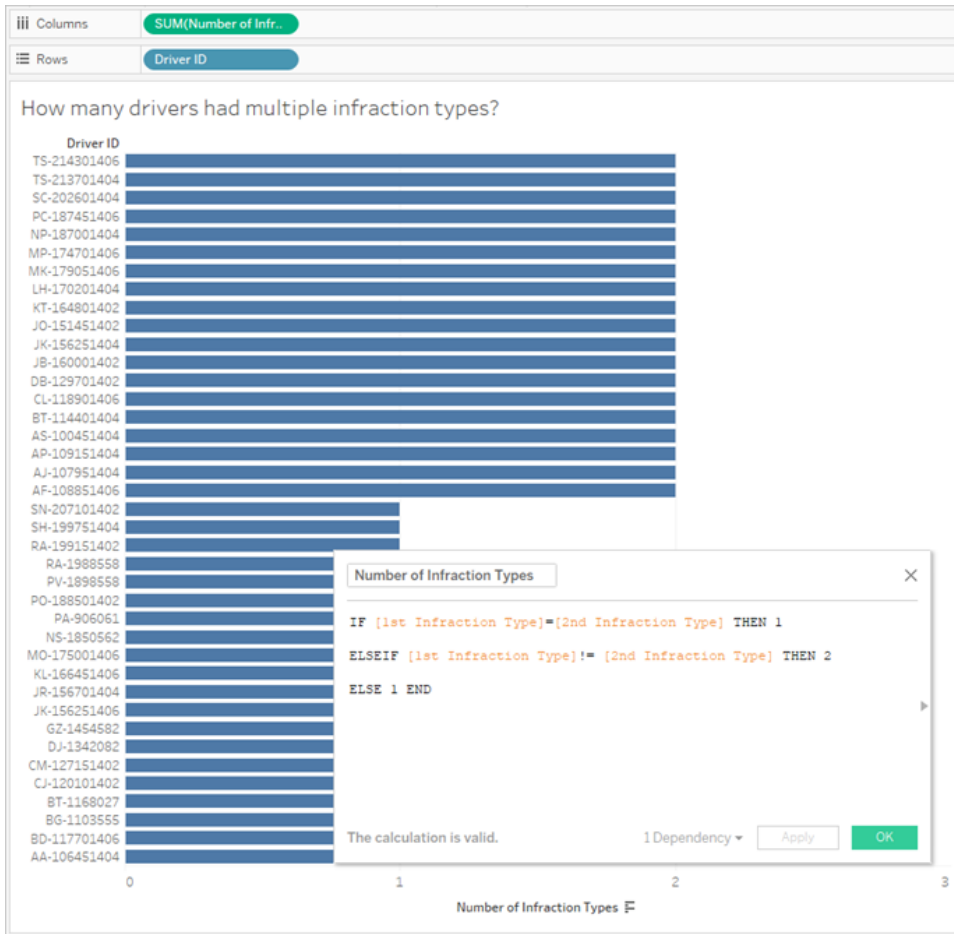 Columns SUM(Number of Infr..
Rows Driver ID
How many drivers had multiple infraction types?
Driver ID
TS-214301406
TS-213701404
SC-202601404
PC-187451406
NP-187001404
MP-174701406
MK-179051406
LH-170201404
KT-164801402
JO-151451402
JK-156251404
JB-160001402
DB-129701402
CL-118901406
BT-114401404
AS-100451404
AP-109151404
AJ-107951404
AF-108851406
SN-207101402
SH-199751404
RA-199151402
RA-1988558
PV-1898558
PO-188501402
PA-906061
NS-1850562
MO-175001406
KL-166451406
JR-156701404
JK-156251406
GZ-1454582
DJ-1342082
CM-127151402
CJ-120101402
BT-1168027
BG-1103555
BD-117701406
AA-106451404
0 1 2 3
Number of Infraction Types
Number of Infraction Types
IF [1st Infraction Type]=[2nd Infraction Type] THEN 1
ELSEIF [1st Infraction Type]!= [2nd Infraction Type] THEN 2
ELSE 1 END
The calculation is valid. 1 Dependency Apply OK